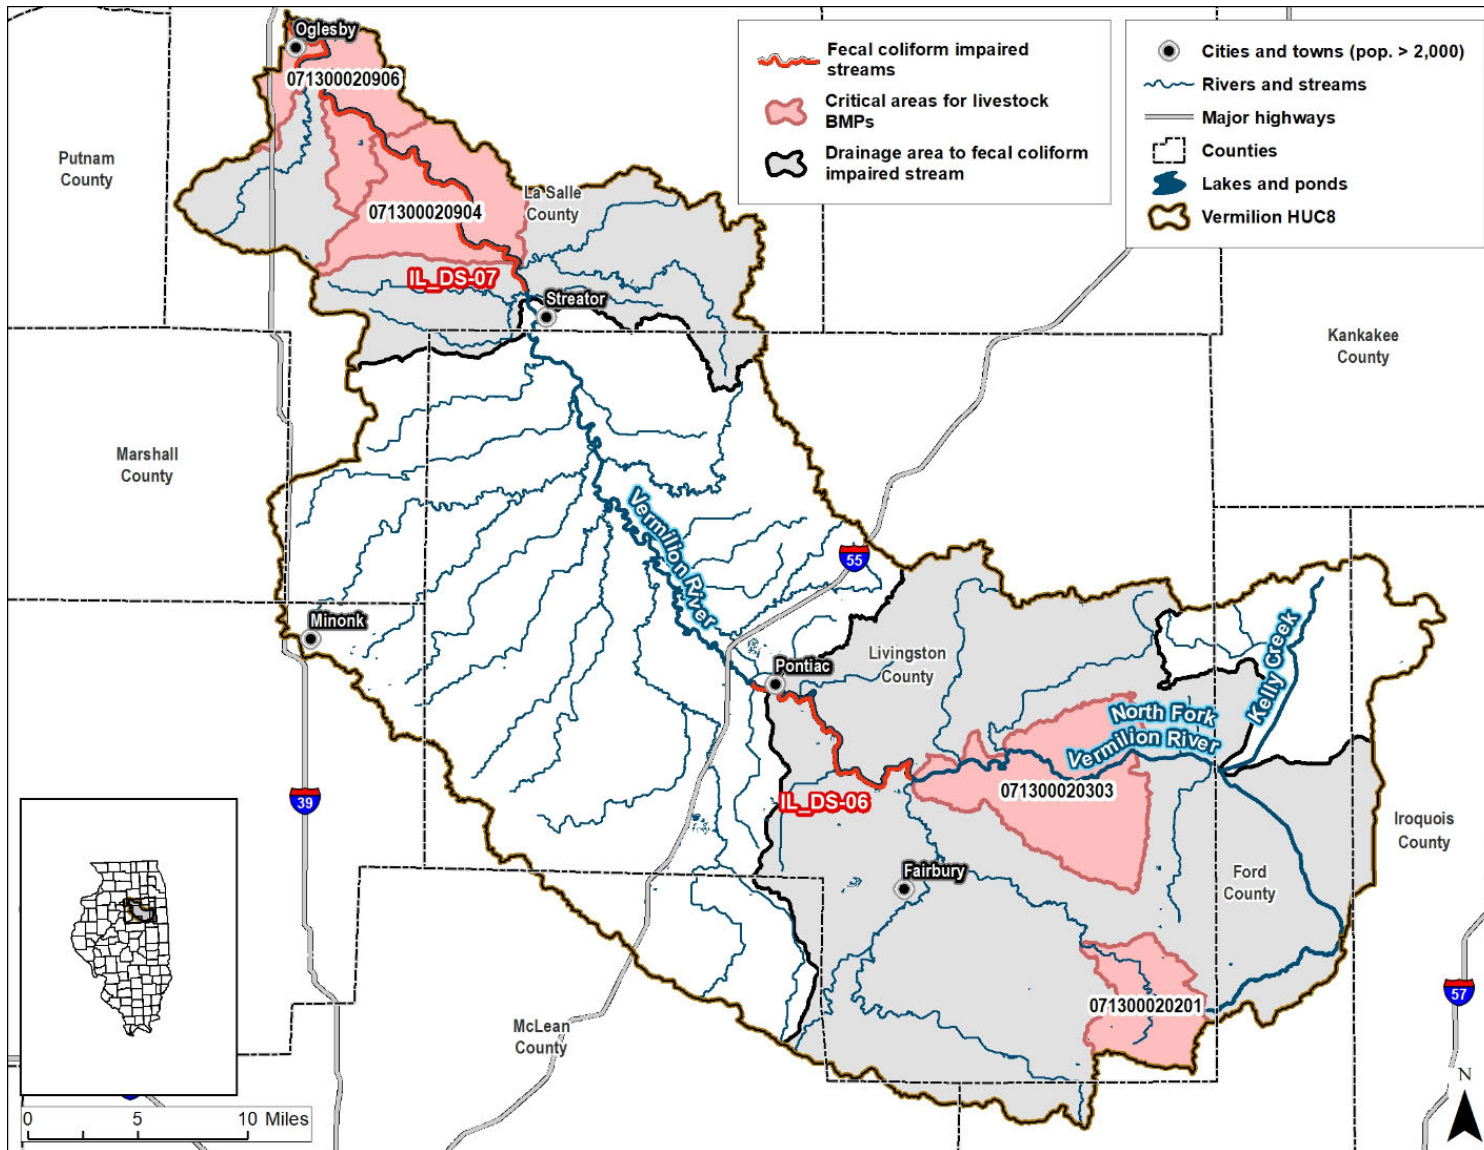 Oglesby
071300020906
Putnam
County
La Salle
County
071300020904
IL_DS-07
Streator
Fecal coliform impaired
streams
Critical areas for livestock
BMPs
Drainage area to fecal coliform
impaired stream
Cities and towns (pop. > 2,000)
Rivers and streams
Major highways
Counties
Lakes and ponds
Vermilion HUC8
Kankakee
County
Marshall
County
Vermilion River
55
Minonk
Pontiac
Livingston
County
Kelly Creek
North Fork
Vermilion River
39
IL_DS-06
071300020303
Iroquois
County
Fairbury
Ford
County
071300020201
57
McLean
County
N
0 5 10 Miles